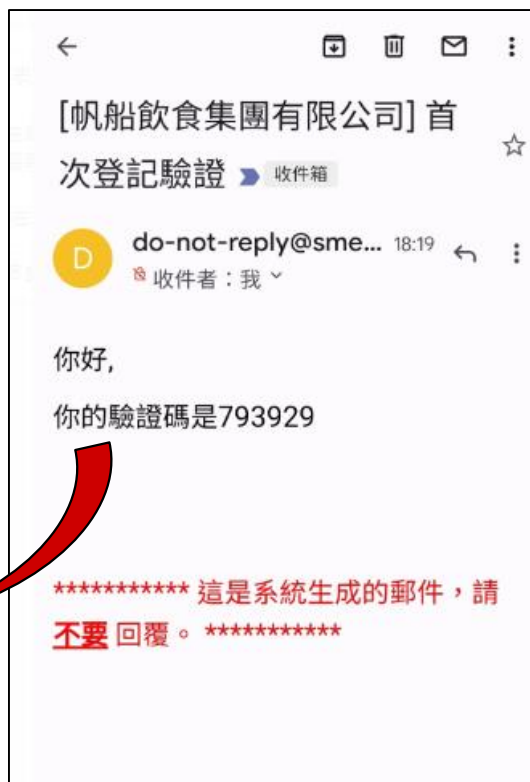 [帆船飲食集團有限公司] 首
次登記驗證 收件箱
D do-not-reply@sme... 18:19
收件者：我
你好,
你的驗證碼是793929
*********** 這是系統生成的郵件，請
不要 回覆。 ***********